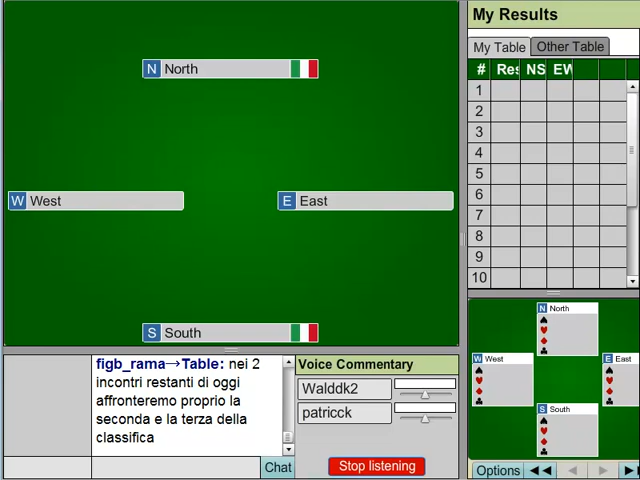 My Results
N North
My Table
Other Table
# Res NS EW
1
2
3
4
5
6
7
8
9
10
W West
E East
S South
figb_rama→Table: nei 2
incontri restanti di oggi
affronteremo proprio la
seconda e la terza della
classifica
Chat
Voice Commentary
Walddk2
patricck
Stop listening
N North
W West
E East
S South
Options